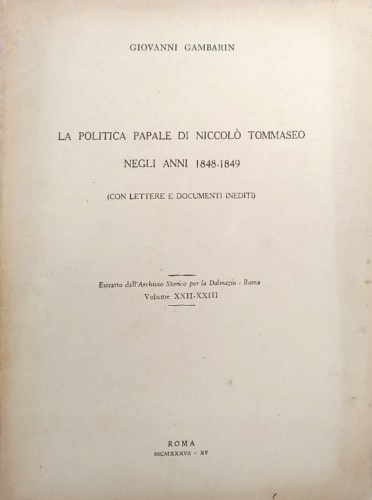 GIOVANNI GAMBARIN
LA POLITICA PAPALE DI NICCOLÒ TOMMASEO
NEGLI ANNI 1848-1849
(CON LETTERE E DOCUMENTI INEDITI)
Estratto dall'Archivio Storico per la Dalmazia - Roma
Volume XXII-XXIII
ROMA
MCMXXXVII - XV